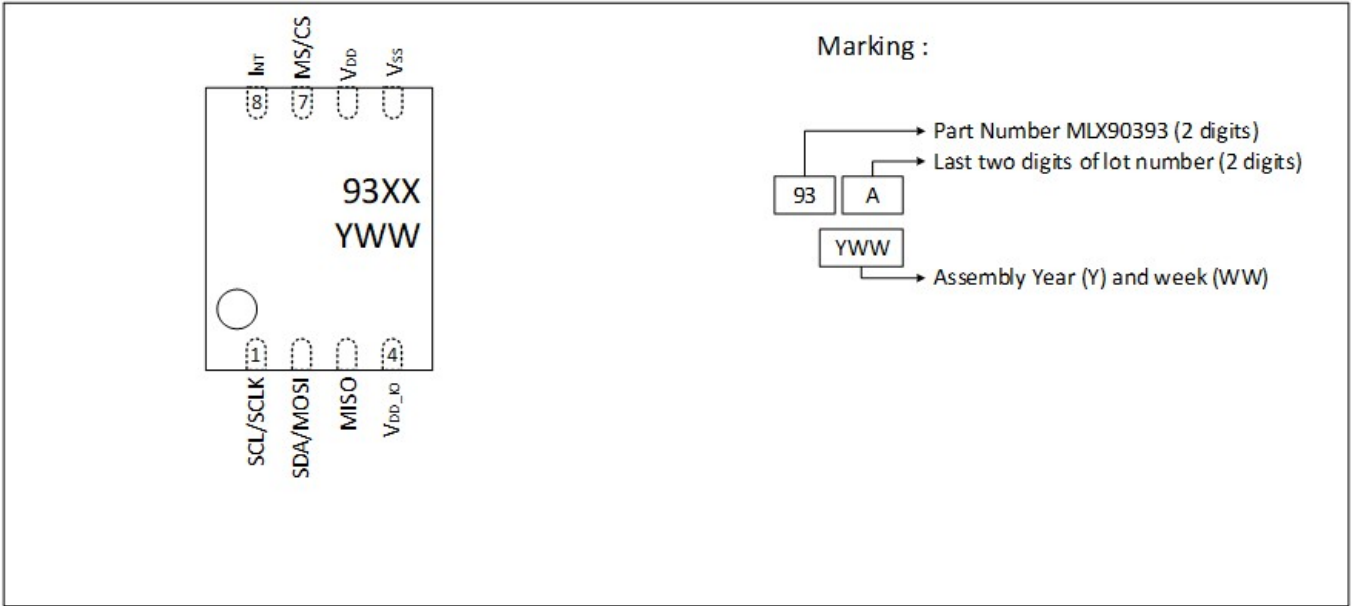 INT MS/CS VDD VSS
8 7
93XX
YWW
1 4
SCL/SCLK SDA/MOSI MISO VDD_IO
Marking :
Part Number MLX90393 (2 digits)
Last two digits of lot number (2 digits)
93 A
YWW
Assembly Year (Y) and week (WW)